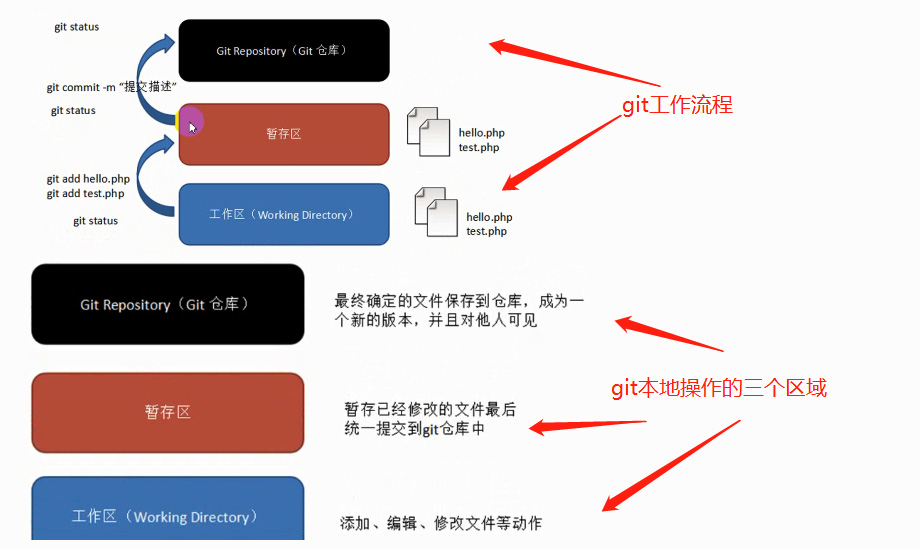 git status
Git Repository（Git 仓库）
git commit -m “提交描述”
git工作流程
git status
暂存区
hello.php
test.php
git add hello.php
git add test.php
工作区（Working Directory）
hello.php
test.php
git status
Git Repository（Git 仓库）
最终确定的文件保存到仓库，成为一
个新的版本，并且对他人可见
git本地操作的三个区域
暂存区
暂存已经修改的文件最后
统一提交到git仓库中
工作区（Working Directory）
添加、编辑、修改文件等动作